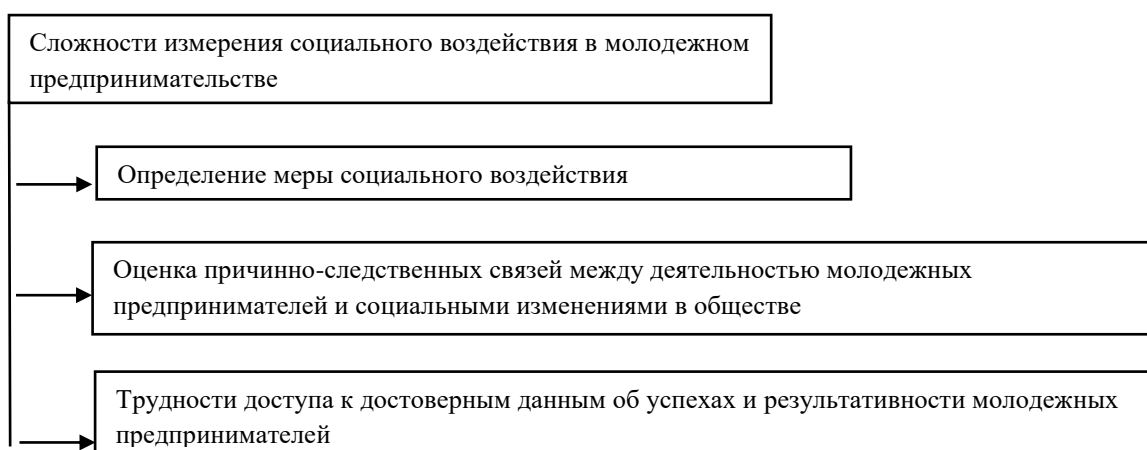 Сложности измерения социального воздействия в молодежном
предпринимательстве
Определение меры социального воздействия
Оценка причинно-следственных связей между деятельностью молодежных
предпринимателей и социальными изменениями в обществе
Трудности доступа к достоверным данным об успехах и результативности молодежных
предпринимателей